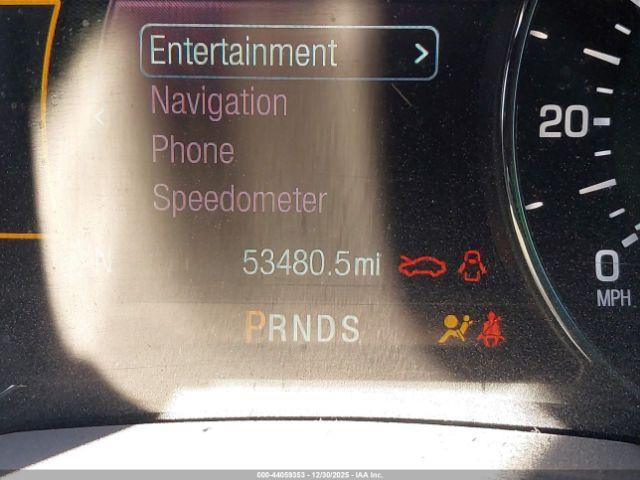 Entertainment >
Navigation
Phone
Speedometer
20
53480.5mi
0
MPH
PRNDS
000-44059353 | 12/30/2025 - IAA Inc.